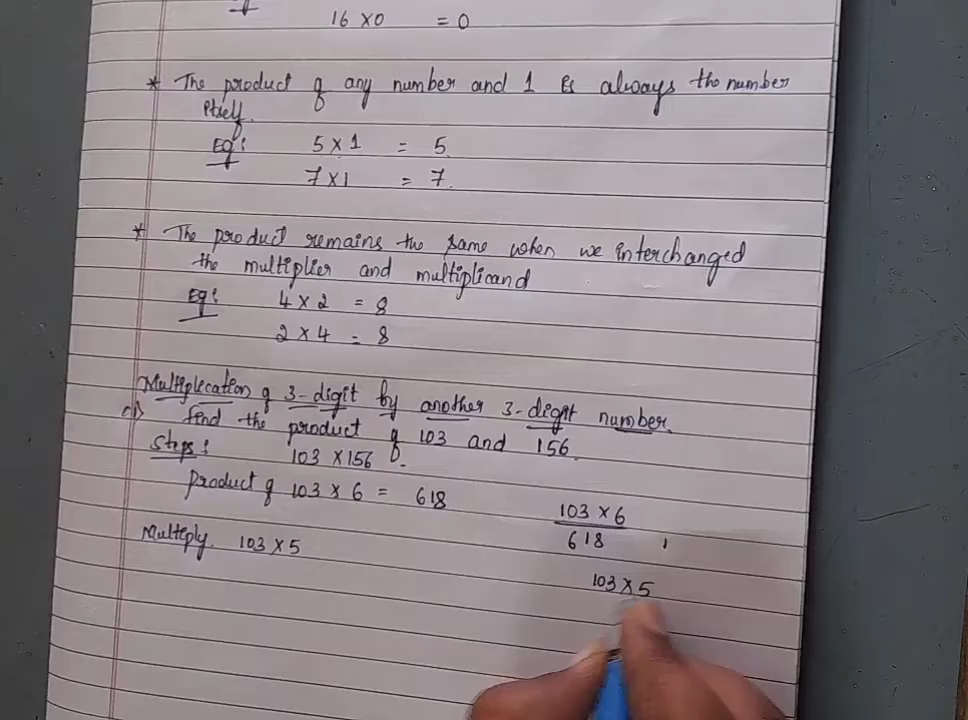 16 × 0 = 0
* The product of any number and 1 is always the number
itself.
Eg: 5 × 1 = 5
7 × 1 = 7.
* The product remains the same when we interchanged
the multiplier and multiplicand
Eg: 4 × 2 = 8
2 × 4 = 8
Multiplication of 3-digit by another 3-digit number.
(1) find the product of 103 and 156.
Steps: 103 × 156
Product of 103 × 6 = 618
103 × 6
618
Multiply. 103 × 5
103 × 5